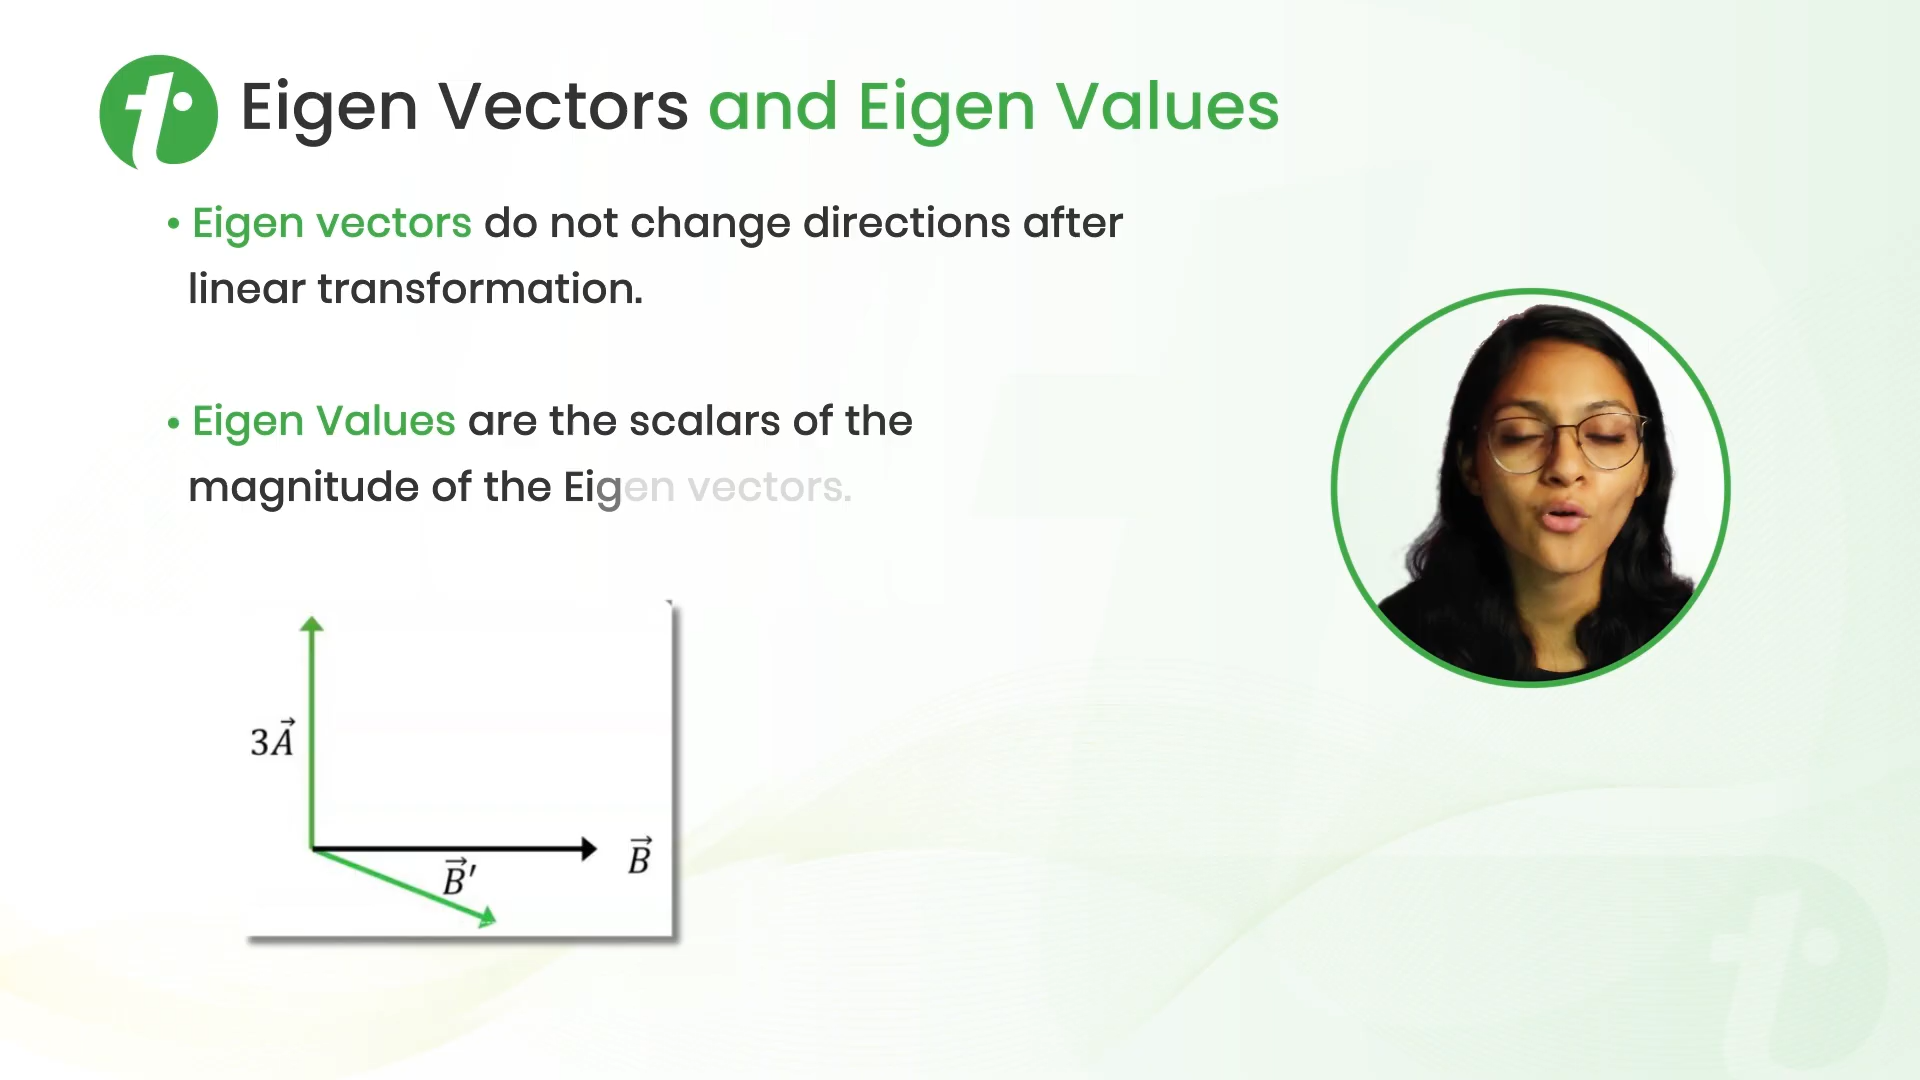 Eigen Vectors and Eigen Values
• Eigen vectors do not change directions after
linear transformation.
• Eigen Values are the scalars of the
magnitude of the Eigen vectors.
3A⃗
B⃗
B⃗′